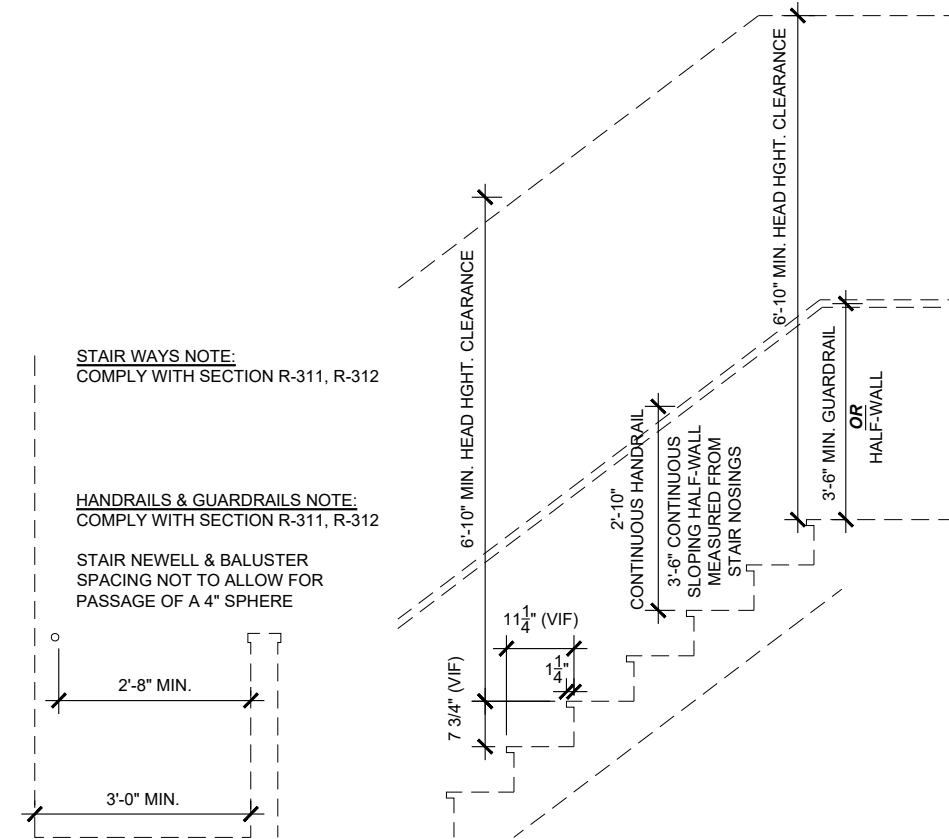 STAIR WAYS NOTE:
COMPLY WITH SECTION R-311, R-312
HANDRAILS & GUARDRAILS NOTE:
COMPLY WITH SECTION R-311, R-312
STAIR NEWELL & BALUSTER
SPACING NOT TO ALLOW FOR
PASSAGE OF A 4" SPHERE
2'-8" MIN.
3'-0" MIN.
6'-10" MIN. HEAD HGHT. CLEARANCE
7 3/4" (VIF)
11 1/4" (VIF)
1 1/4"
2'-10"
CONTINUOUS HANDRAIL
3'-6" CONTINUOUS
SLOPING HALF-WALL
MEASURED FROM
STAIR NOSINGS
6'-10" MIN. HEAD HGHT. CLEARANCE
3'-6" MIN. GUARDRAIL
OR
HALF-WALL